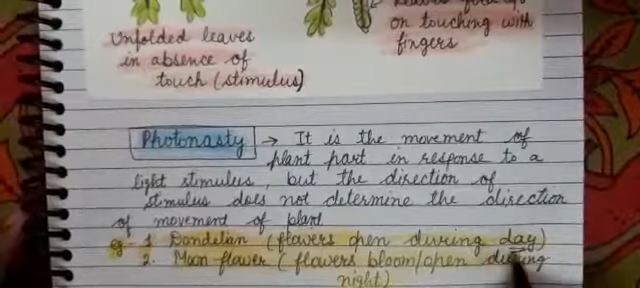 Unfolded leaves
in absence of
touch (stimulus)
on touching with
fingers
Photonasty → It is the movement of
plant part in response to a
light stimulus, but the direction of
stimulus does not determine the direction
of movement of plant
eg- 1. Dandelian (flowers open during day)
2. Moon flower (flowers bloom/open during
night)